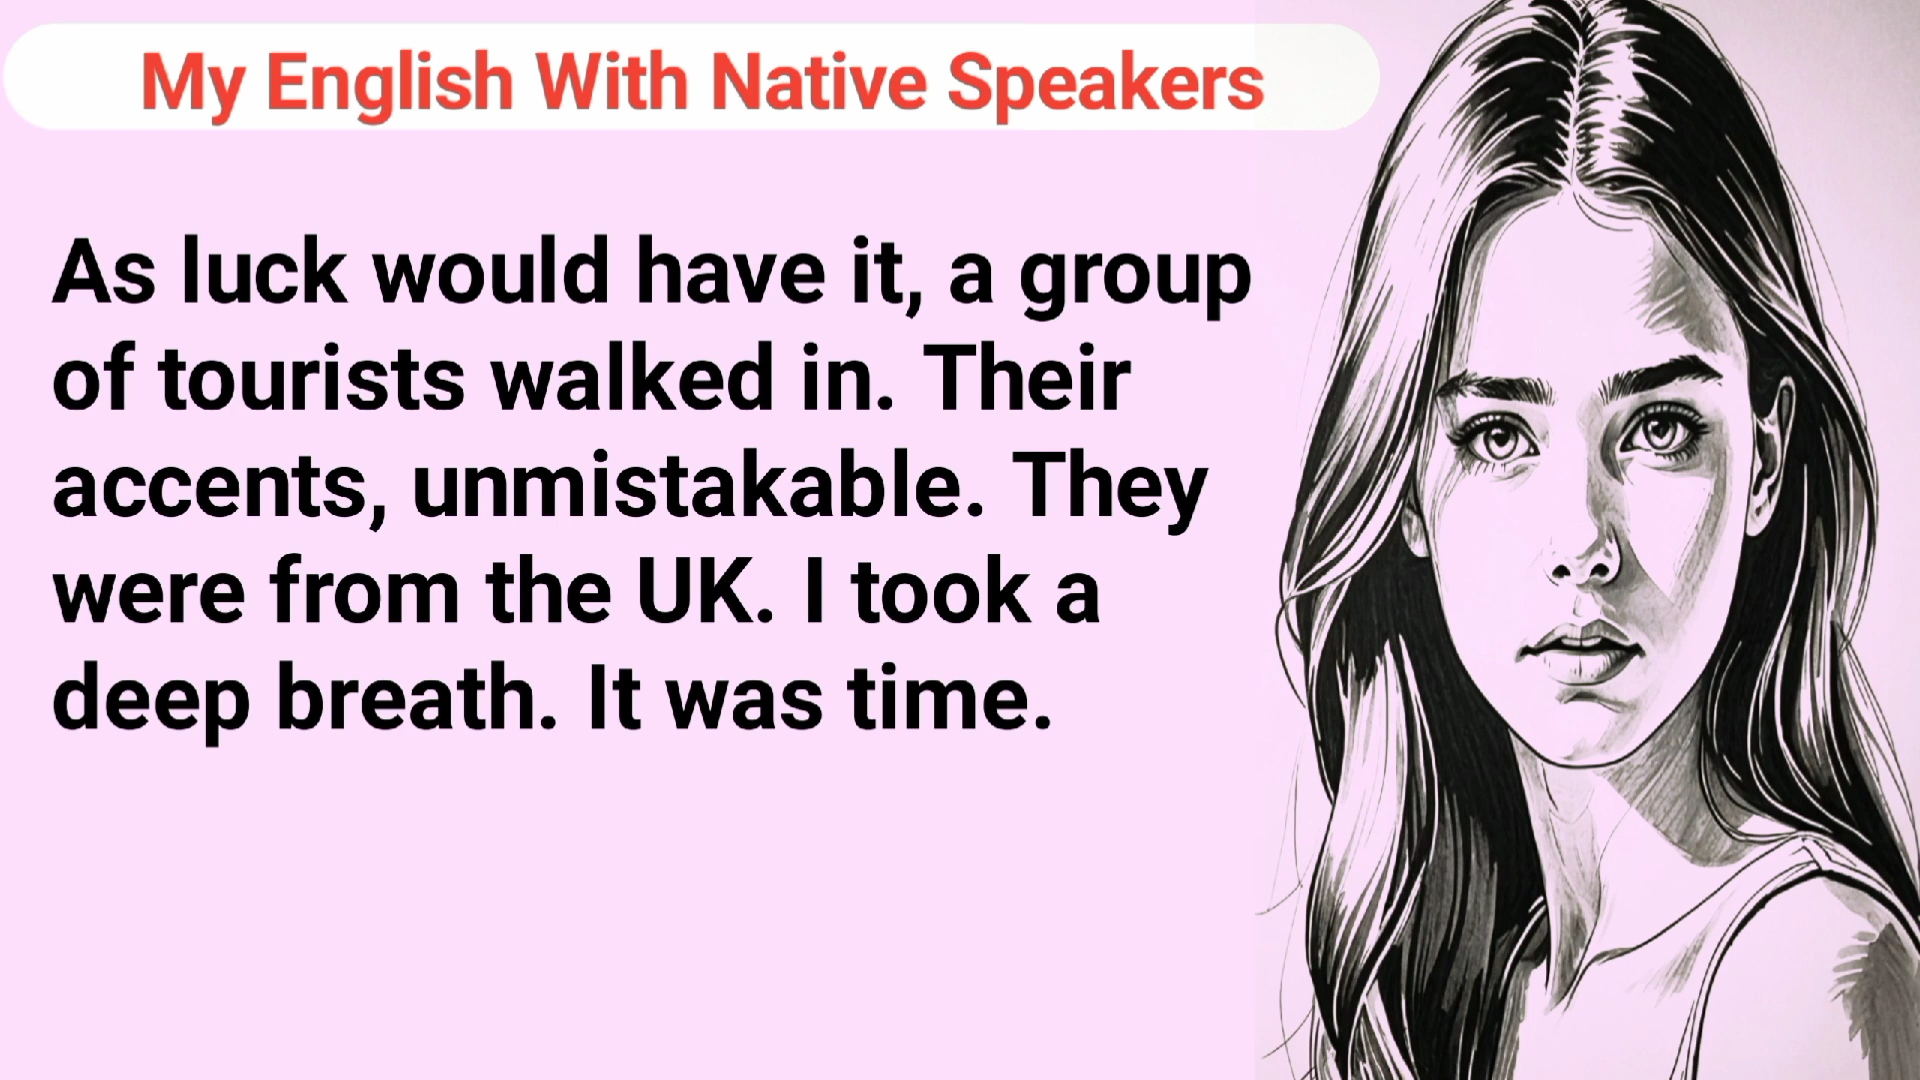 My English With Native Speakers
As luck would have it, a group
of tourists walked in. Their
accents, unmistakable. They
were from the UK. I took a
deep breath. It was time.